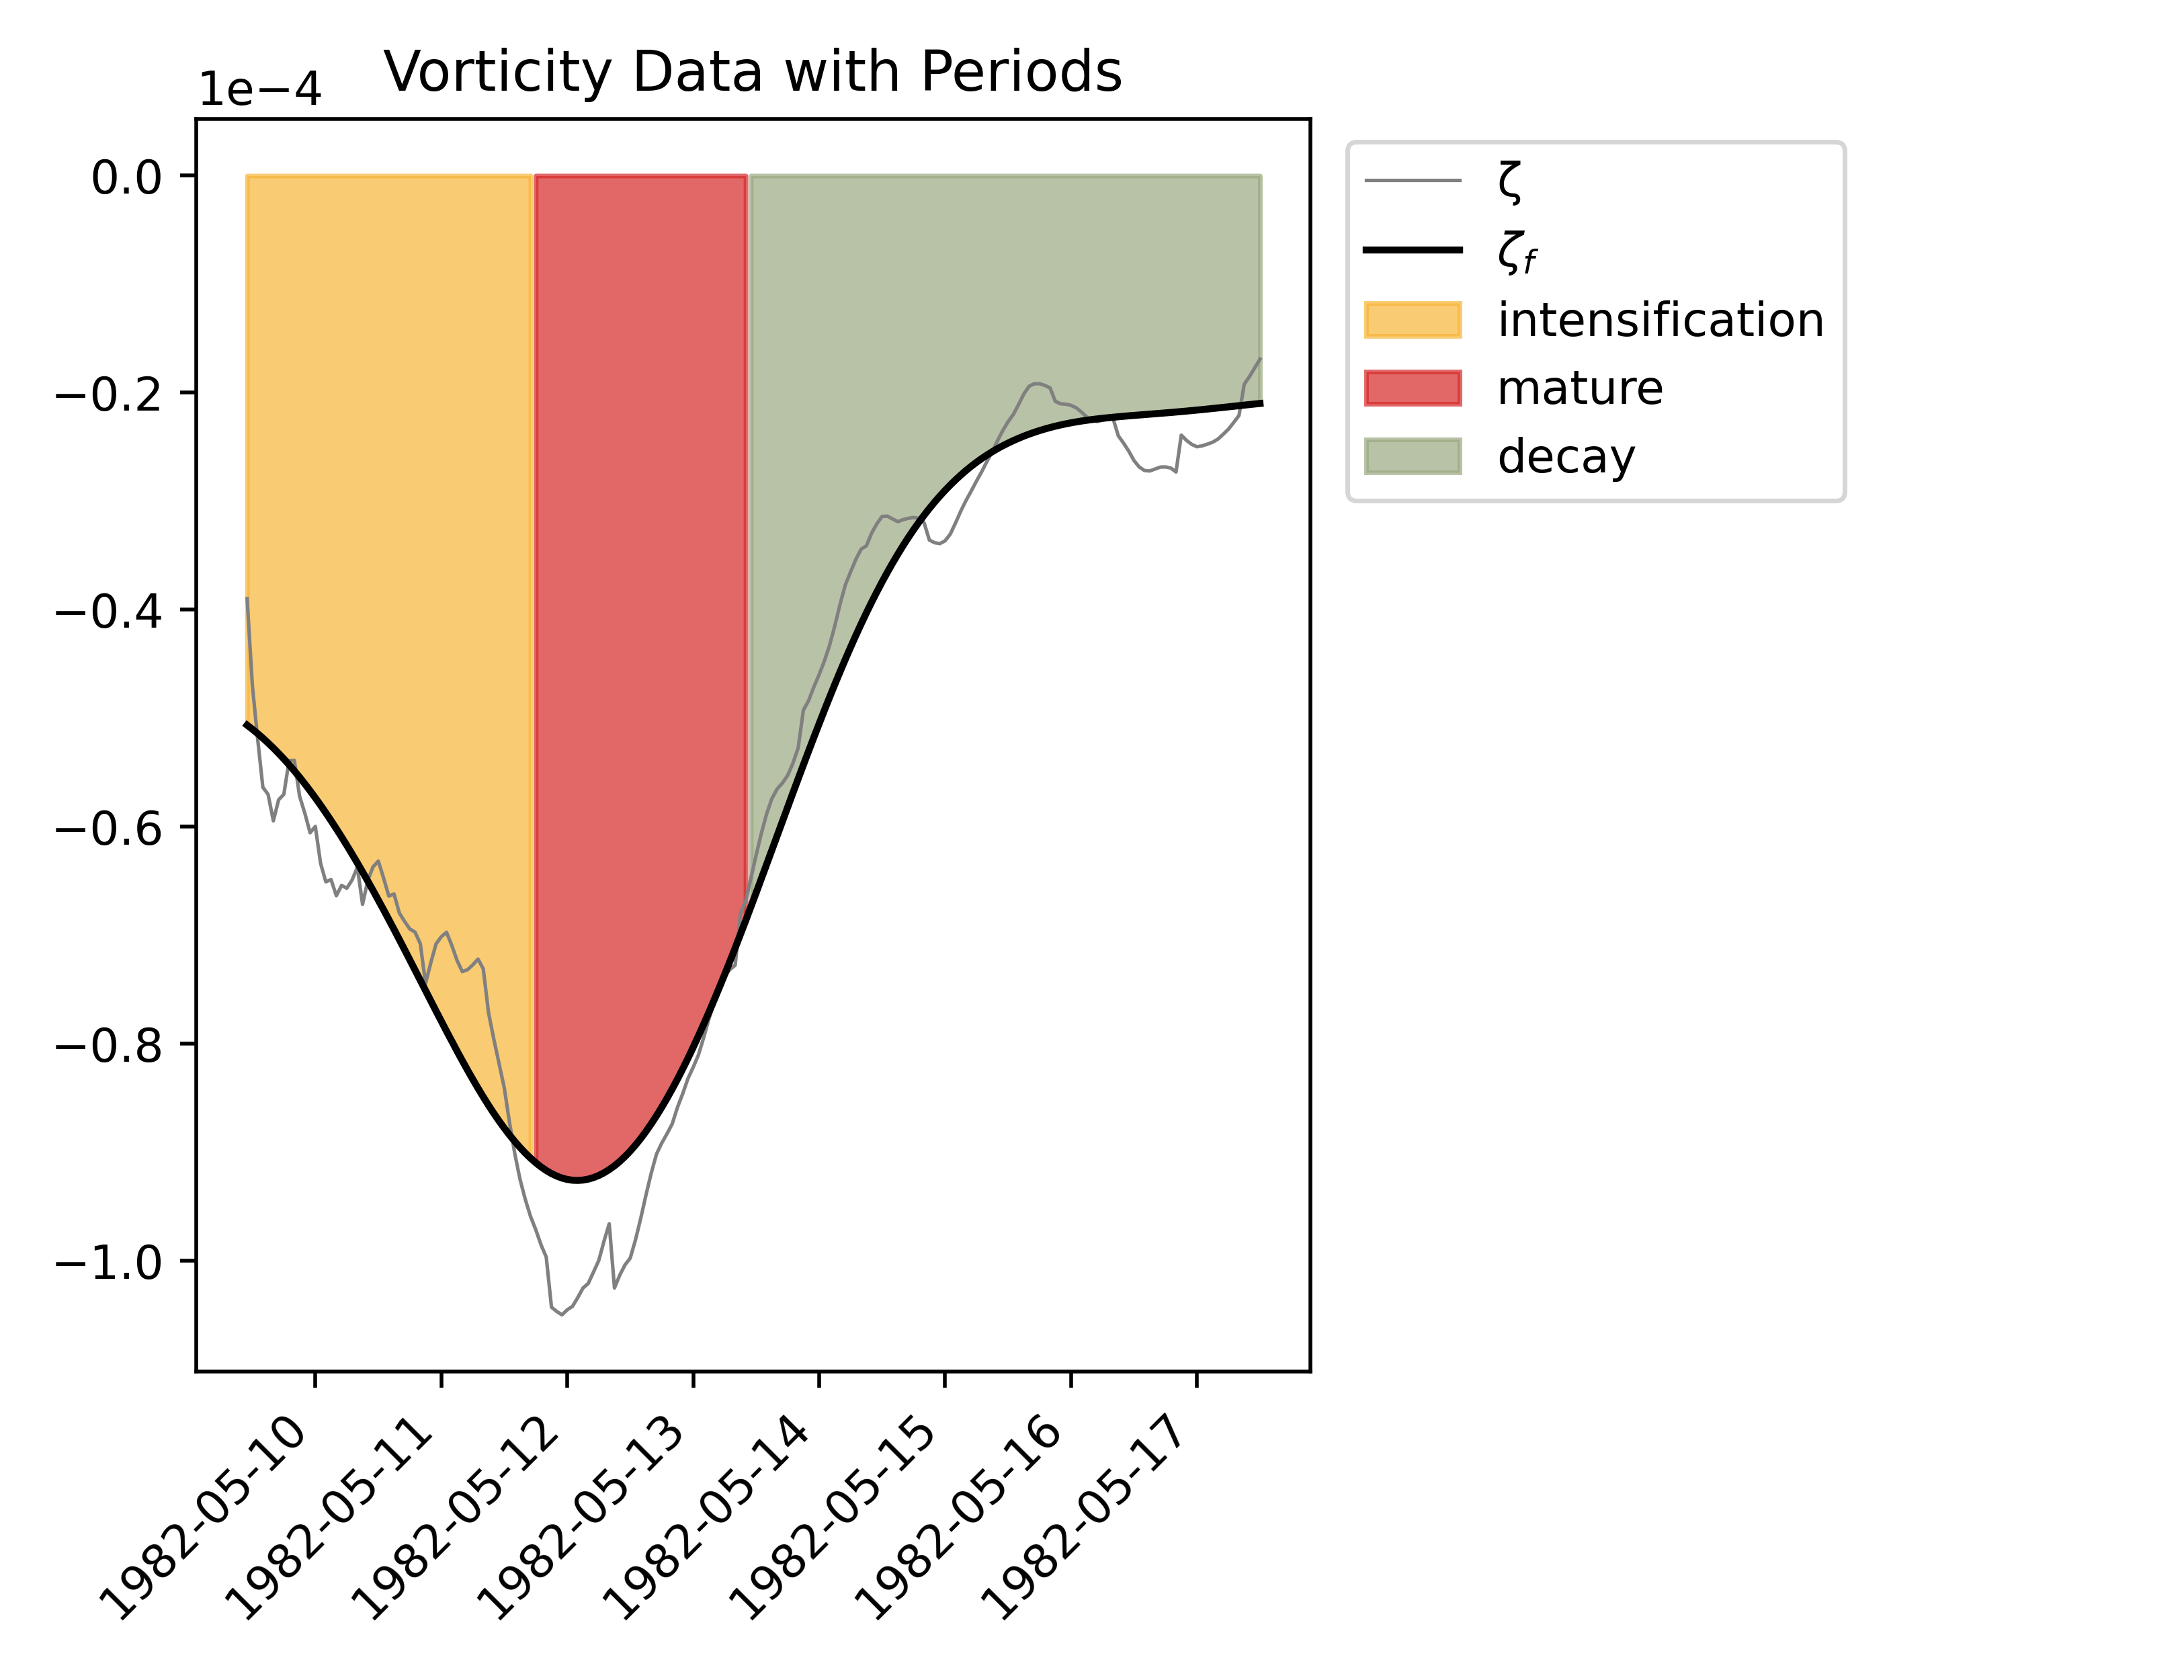 Vorticity Data with Periods
1e−4
0.0
−0.2
−0.4
−0.6
−0.8
−1.0
1982-05-10
1982-05-11
1982-05-12
1982-05-13
1982-05-14
1982-05-15
1982-05-16
1982-05-17
ζ
ζf
intensification
mature
decay